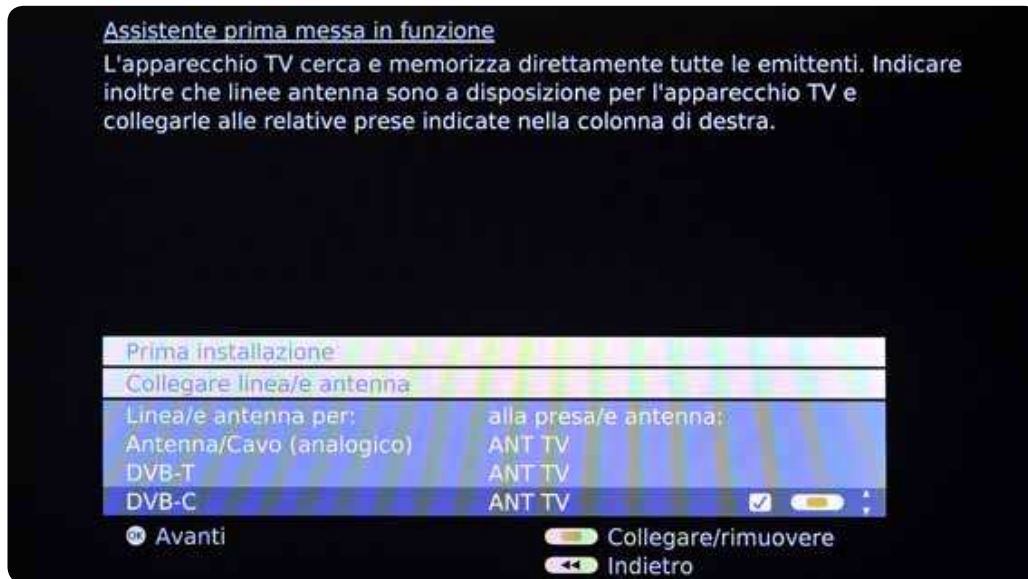 Assistente prima messa in funzione
L'apparecchio TV cerca e memorizza direttamente tutte le emittenti. Indicare
inoltre che linee antenna sono a disposizione per l'apparecchio TV e
collegarle alle relative prese indicate nella colonna di destra.
Prima installazione
Collegare linea/e antenna
Linea/e antenna per: alla presa/e antenna:
Antenna/Cavo (analogico) ANT TV
DVB-T ANT TV
DVB-C ANT TV
OK Avanti Collegare/rimuovere
Indietro